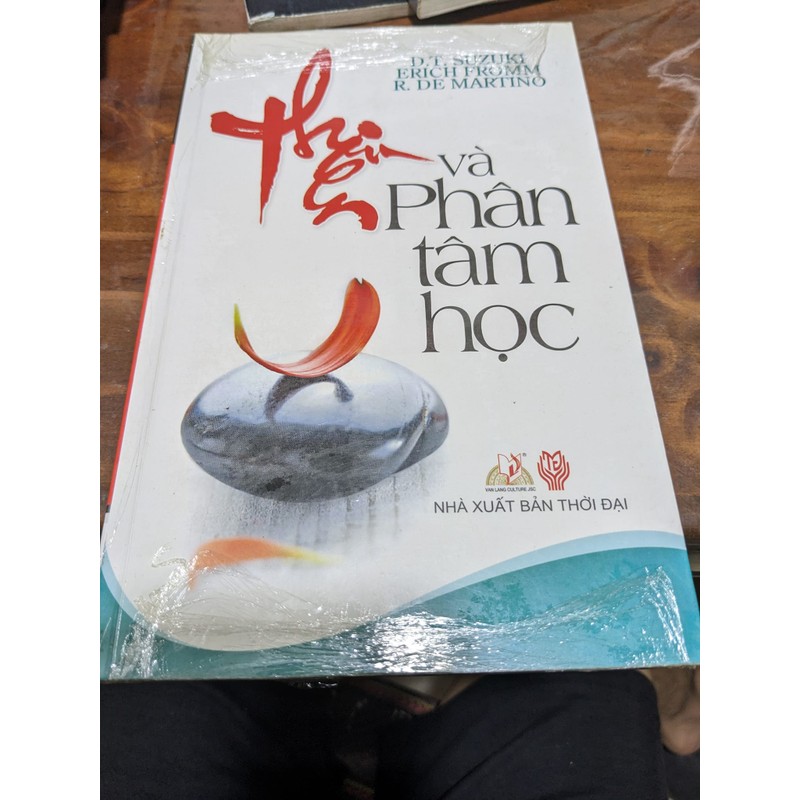 D.T. SUZUKI
ERICH FROMM
R. DE MARTINO
Thiền
và
Phân
tâm
học
VAN LANG CULTURE JSC
NHÀ XUẤT BẢN THỜI ĐẠI